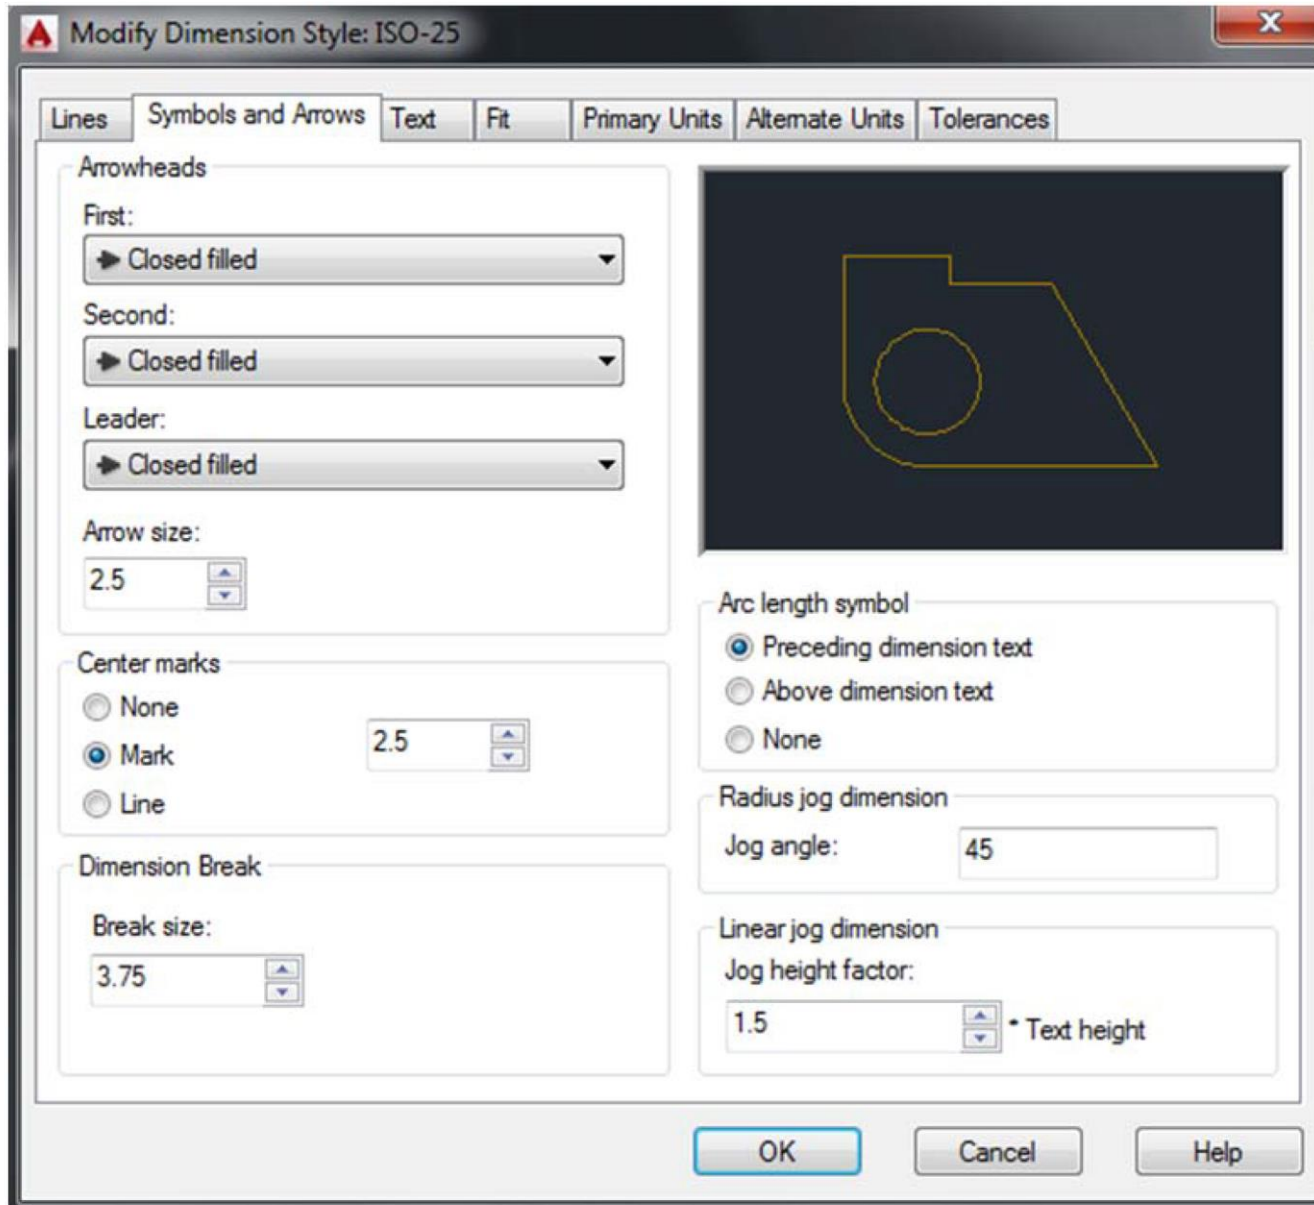 Modify Dimension Style: ISO-25
Lines Symbols and Arrows Text Fit Primary Units Alternate Units Tolerances
Arrowheads
First:
Closed filled
Second:
Closed filled
Leader:
Closed filled
Arrow size:
2.5
Center marks
None
Mark
2.5
Line
Dimension Break
Break size:
3.75
Arc length symbol
Preceding dimension text
Above dimension text
None
Radius jog dimension
Jog angle: 45
Linear jog dimension
Jog height factor:
1.5 * Text height
OK Cancel Help